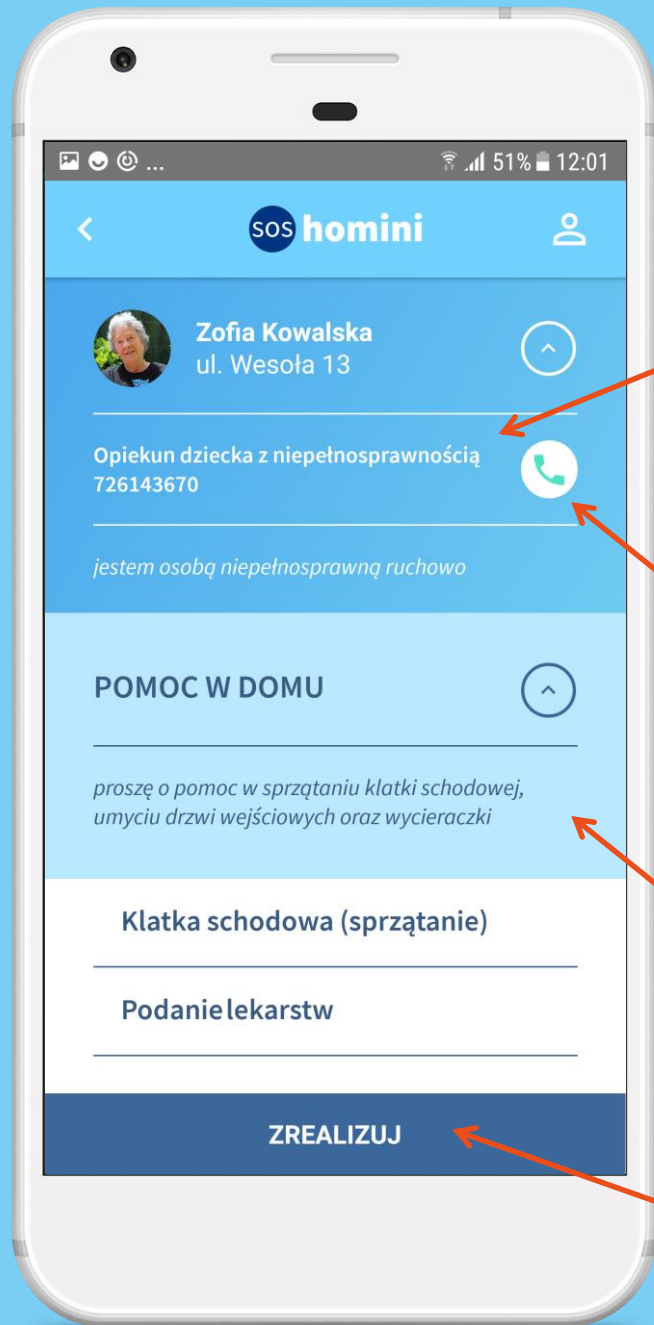 ... 51% 12:01
sos homini
Zofia Kowalska
ul. Wesoła 13
Opiekun dziecka z niepełnosprawnością
726143670
jestem osobą niepełnosprawną ruchowo
POMOC W DOMU
proszę o pomoc w sprzątaniu klatki schodowej,
umyciu drzwi wejściowych oraz wycieraczki
Klatka schodowa (sprzątanie)
Podanie lekarstw
ZREALIZUJ